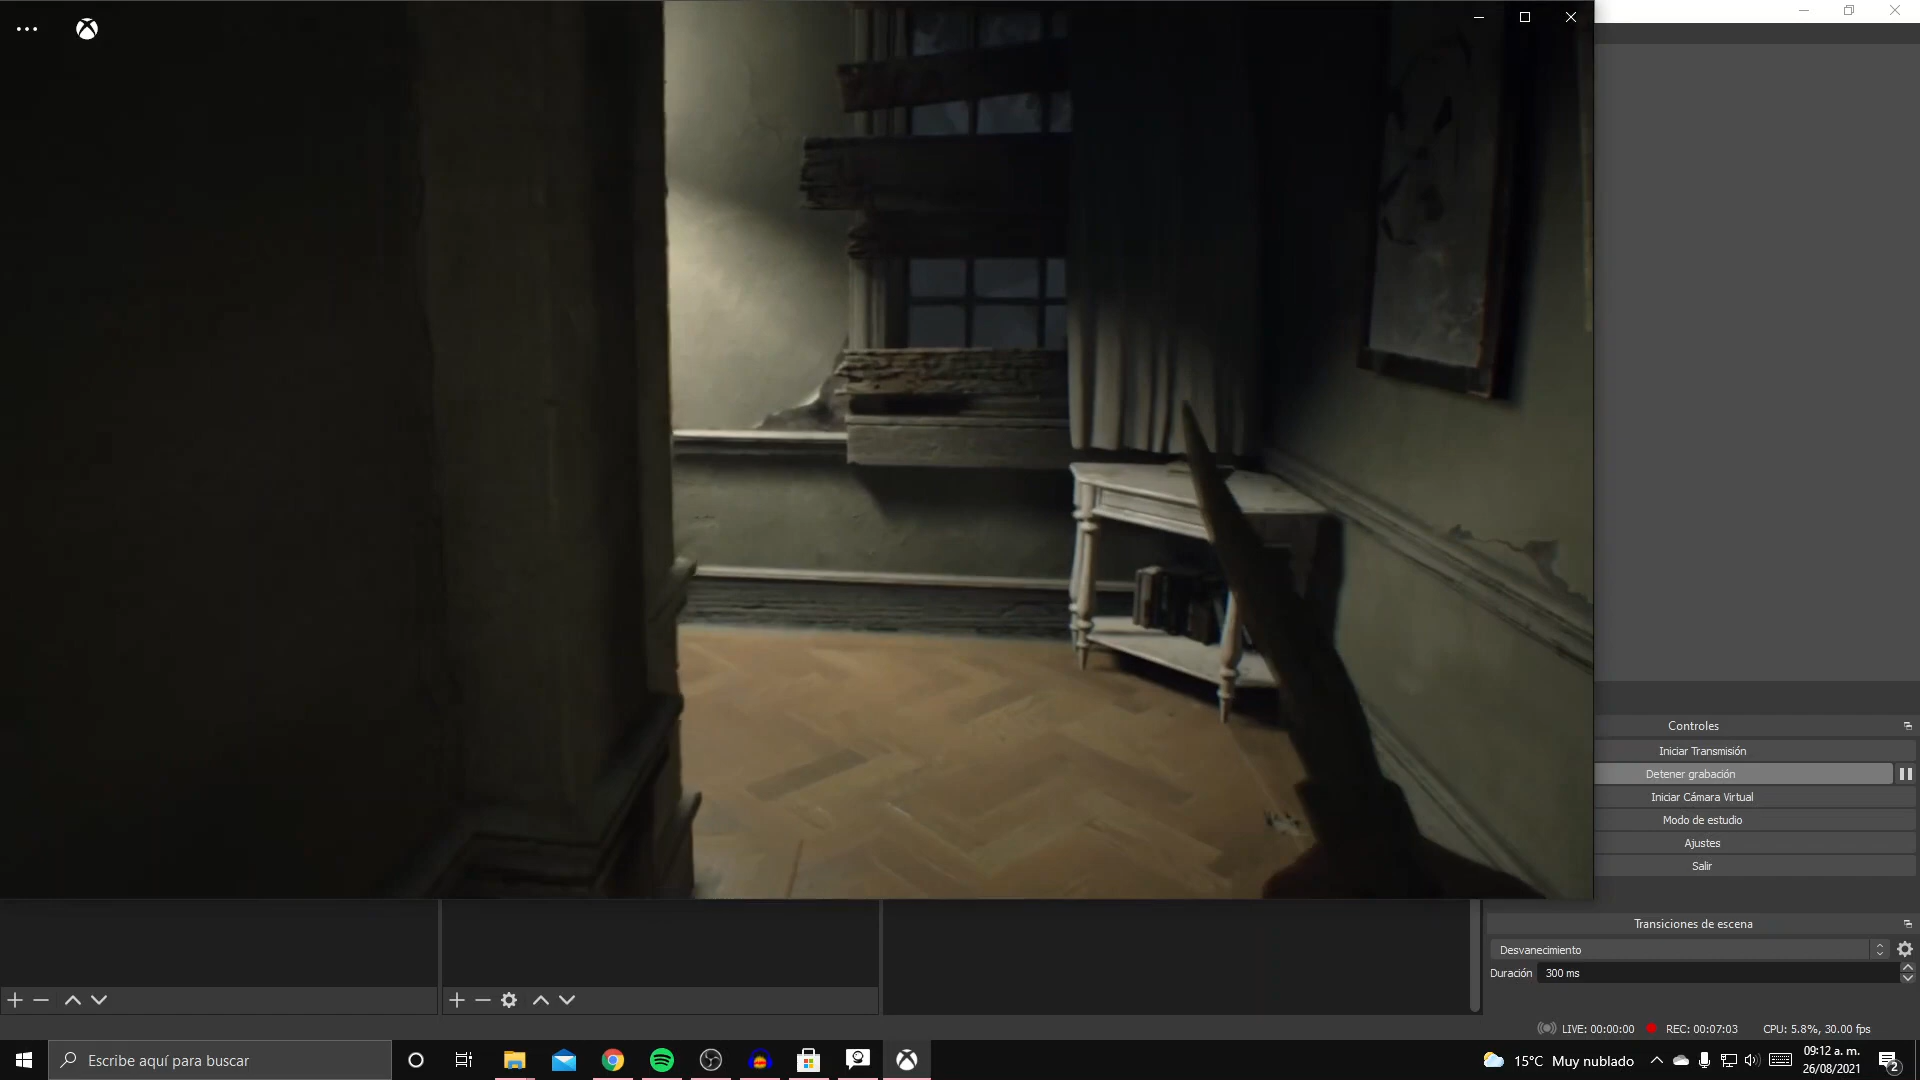 Controles
Iniciar Transmisión
Detener grabación
Iniciar Cámara Virtual
Modo de estudio
Ajustes
Salir
Transiciones de escena
Desvanecimiento
Duración 300 ms
LIVE: 00:00:00 REC: 00:07:03 CPU: 5.8%, 30.00 fps
Escribe aquí para buscar
15°C Muy nublado
09:12 a. m.
26/08/2021
2